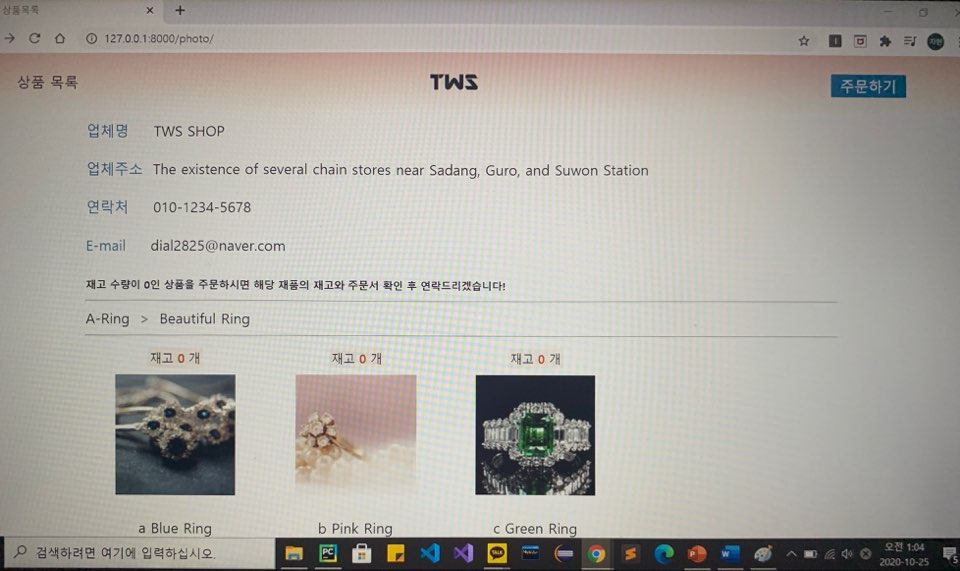 상품목록
127.0.0.1:8000/photo/
상품 목록
TWS
주문하기
업체명 TWS SHOP
업체주소 The existence of several chain stores near Sadang, Guro, and Suwon Station
연락처 010-1234-5678
E-mail dial2825@naver.com
재고 수량이 0인 상품을 주문하시면 해당 재품의 재고와 주문서 확인 후 연락드리겠습니다!
A-Ring > Beautiful Ring
재고 0 개 재고 0 개 재고 0 개
a Blue Ring b Pink Ring c Green Ring
검색하려면 여기에 입력하십시오.
PC
TALK
오전 1:04
2020-10-25
5